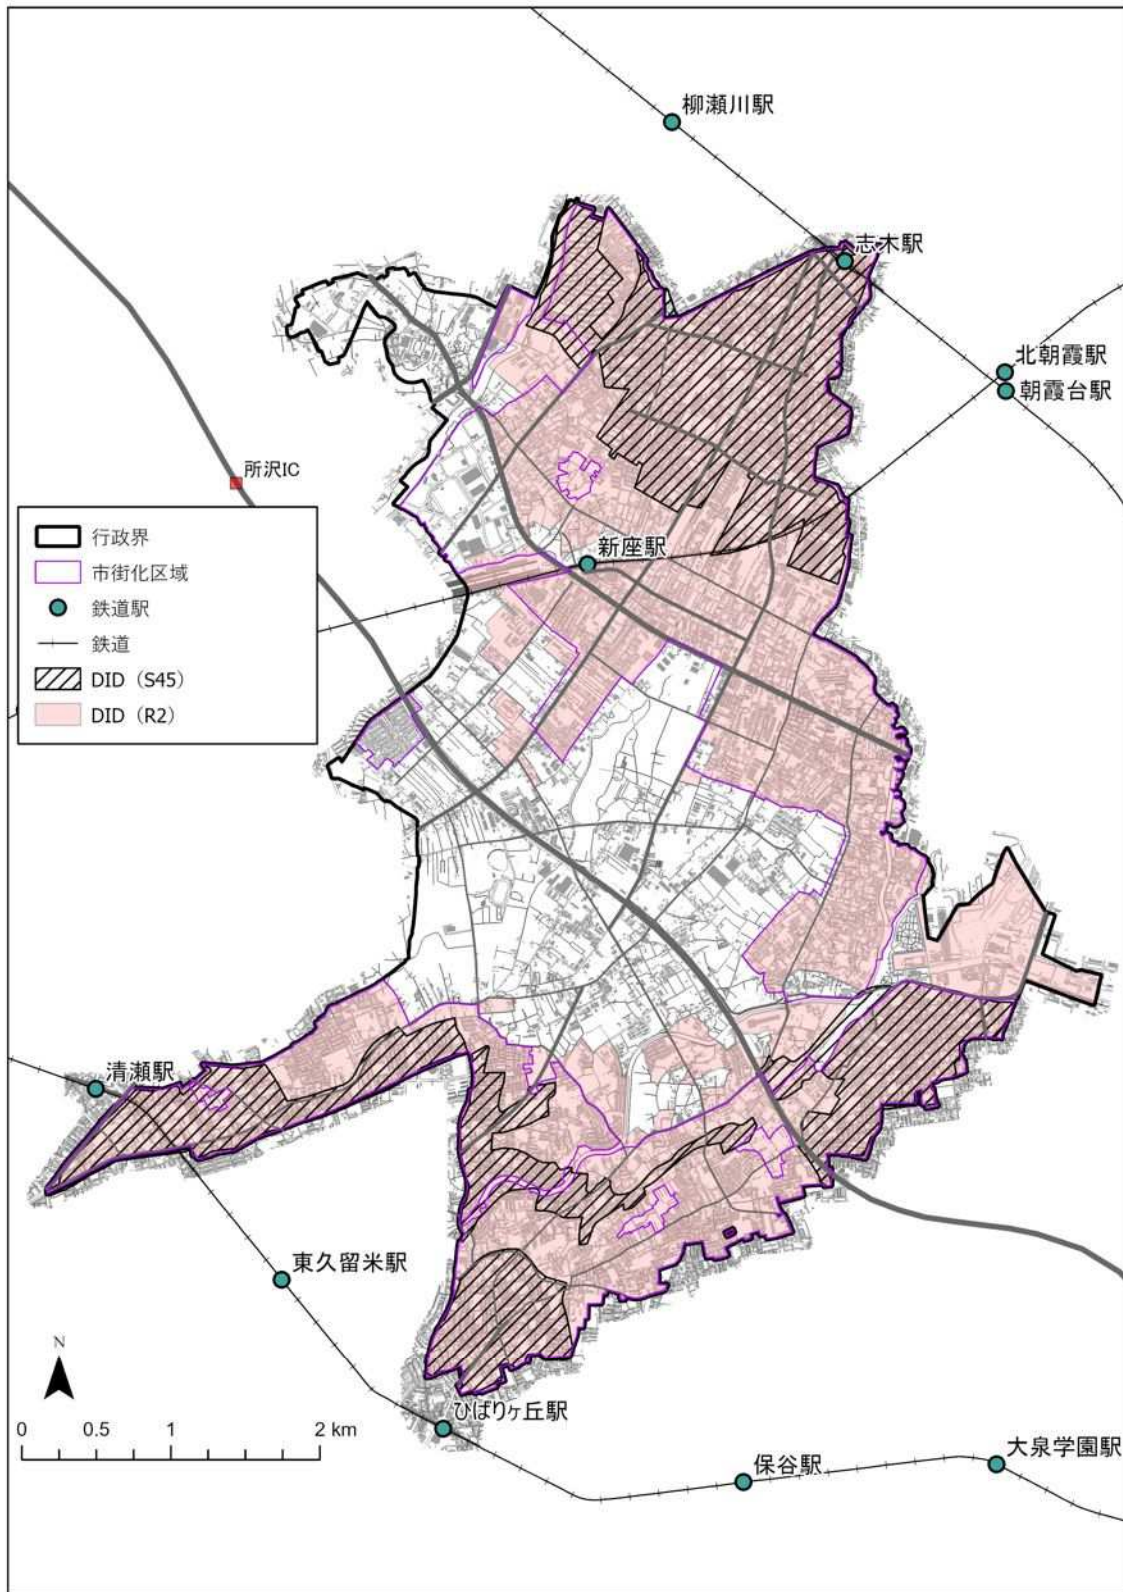 柳瀬川駅
志木駅
北朝霞駅
朝霞台駅
所沢IC
行政界
市街化区域
鉄道駅
鉄道
DID（S45）
DID（R2）
新座駅
清瀬駅
東久留米駅
N
0 0.5 1 2 km
ひばりヶ丘駅
保谷駅
大泉学園駅